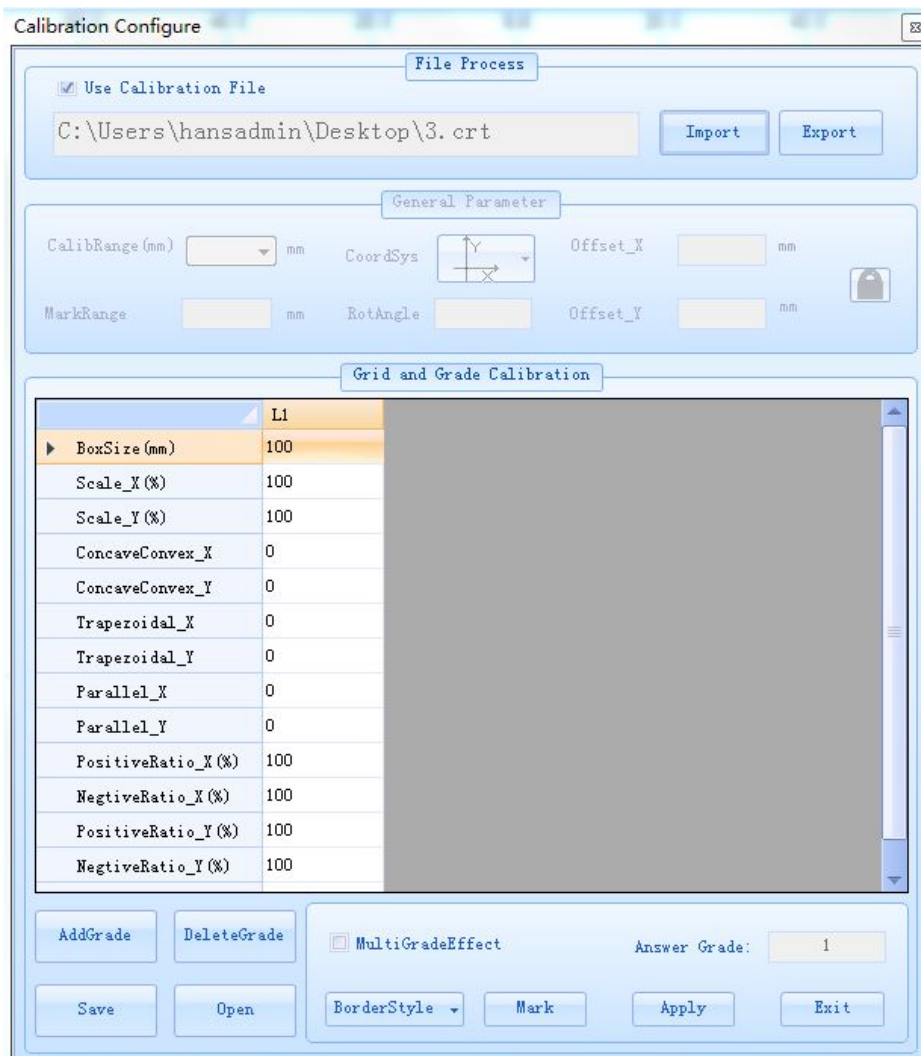 Calibration Configure
File Process
Use Calibration File
C:\Users\hansadmin\Desktop\3.crt
Import
Export
General Parameter
CalibRange(mm) mm CoordSys Y X Offset_X mm
MarkRange mm RotAngle Offset_Y mm
Grid and Grade Calibration
L1
BoxSize(mm) 100
Scale_X(%) 100
Scale_Y(%) 100
ConcaveConvex_X 0
ConcaveConvex_Y 0
Trapezoidal_X 0
Trapezoidal_Y 0
Parallel_X 0
Parallel_Y 0
PositiveRatio_X(%) 100
NegtiveRatio_X(%) 100
PositiveRatio_Y(%) 100
NegtiveRatio_Y(%) 100
AddGrade DeleteGrade MultiGradeEffect Answer Grade: 1
Save Open BorderStyle Mark Apply Exit